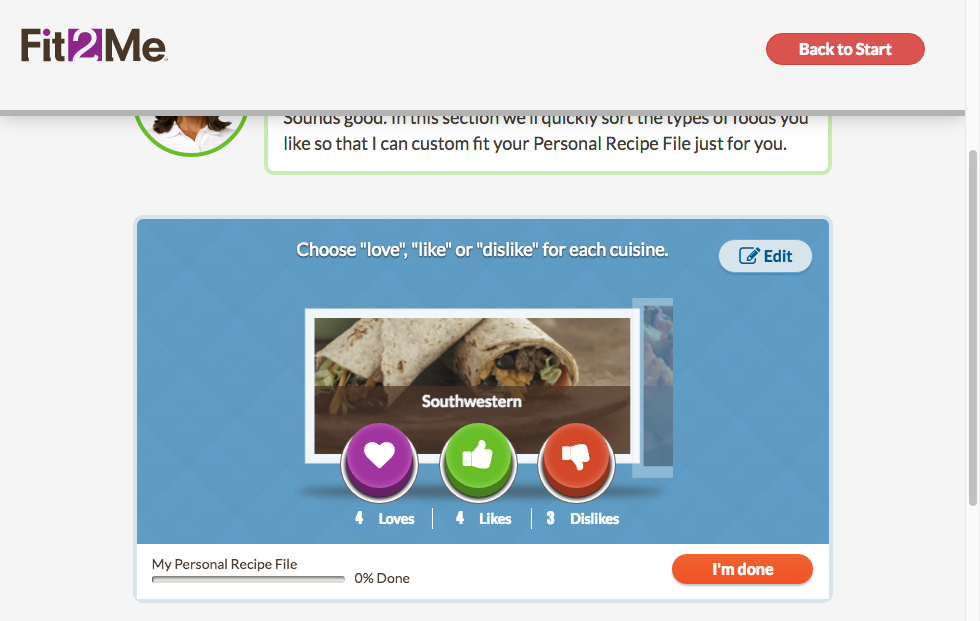 Fit2Me
Back to Start
Sounds good. In this section we'll quickly sort the types of foods you
like so that I can custom fit your Personal Recipe File just for you.
Choose "love", "like" or "dislike" for each cuisine.
Edit
Southwestern
4 Loves 4 Likes 3 Dislikes
My Personal Recipe File
0% Done
I'm done